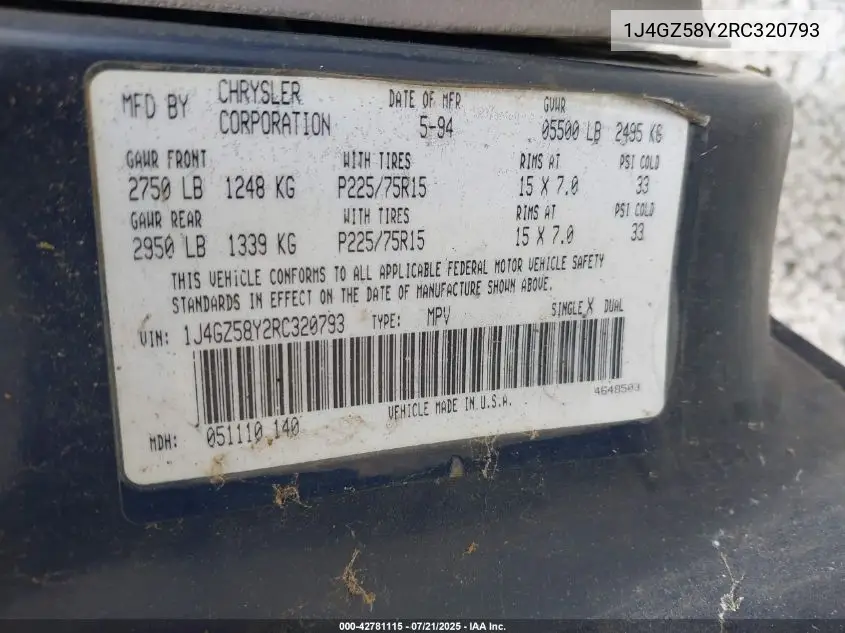 1J4GZ58Y2RC320793
MFD BY CHRYSLER CORPORATION DATE OF MFR 5-94 GVWR 05500 LB 2495 KG
GAWR FRONT WITH TIRES RIMS AT PSI COLD
2750 LB 1248 KG P225/75R15 15 X 7.0 33
GAWR REAR WITH TIRES RIMS AT PSI COLD
2950 LB 1339 KG P225/75R15 15 X 7.0 33
THIS VEHICLE CONFORMS TO ALL APPLICABLE FEDERAL MOTOR VEHICLE SAFETY
STANDARDS IN EFFECT ON THE DATE OF MANUFACTURE SHOWN ABOVE.
VIN: 1J4GZ58Y2RC320793 TYPE: MPV SINGLE X DUAL
4648503
VEHICLE MADE IN U.S.A.
MDH: 051110 140
000-42781115 - 07/21/2025 - IAA Inc.